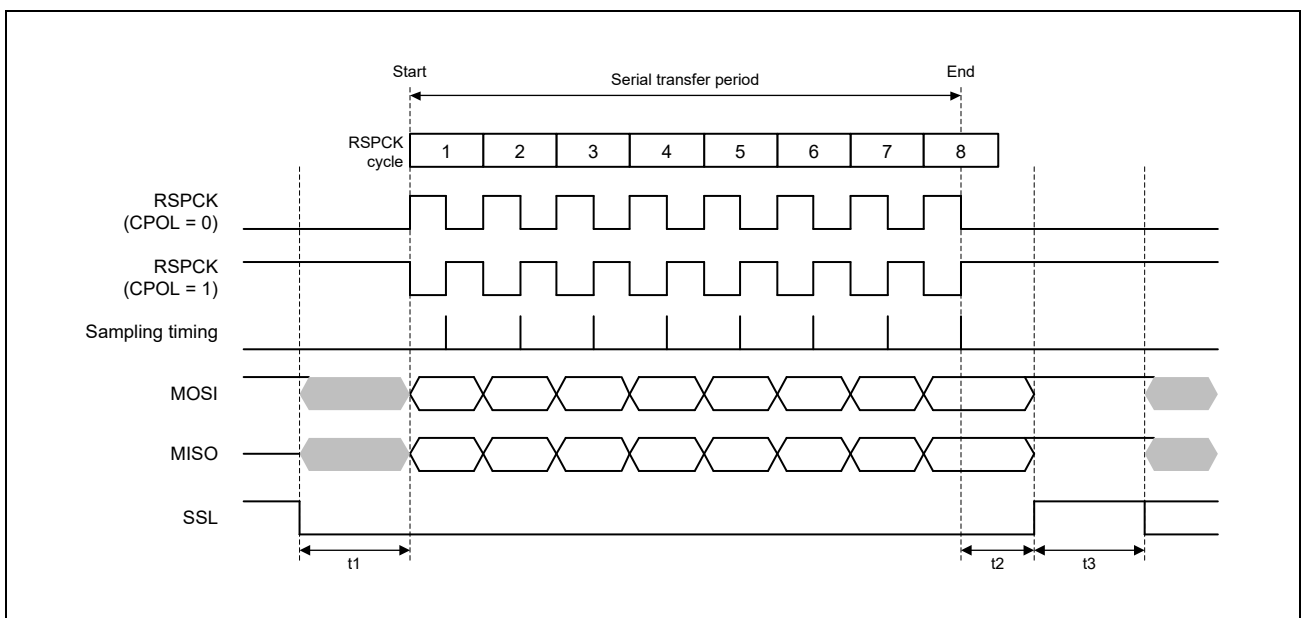 Start
Serial transfer period
End
RSPCK
cycle
1 2 3 4 5 6 7 8
RSPCK
(CPOL = 0)
RSPCK
(CPOL = 1)
Sampling timing
MOSI
MISO
SSL
t1
t2
t3